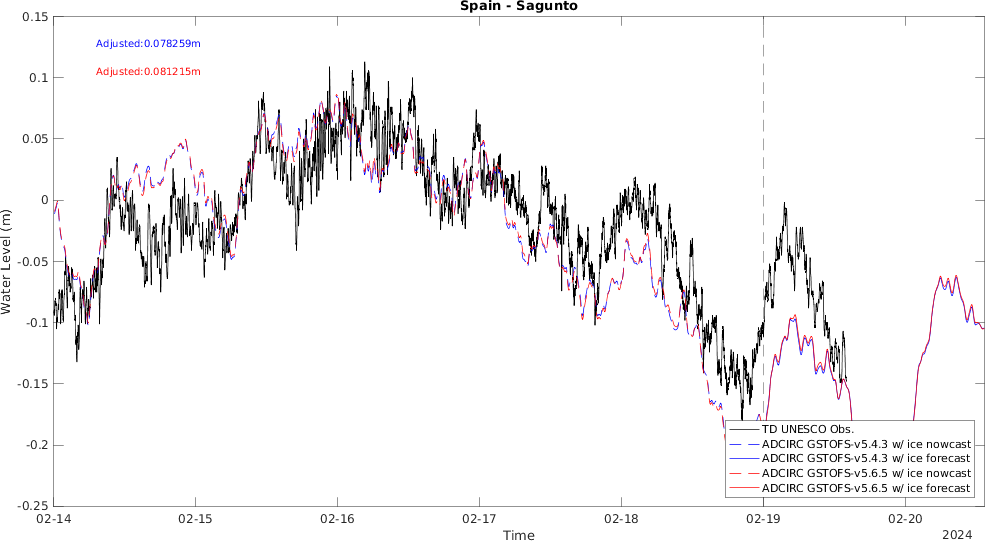 Spain - Sagunto
Adjusted:0.078259m
Adjusted:0.081215m
0.15
0.1
0.05
0
-0.05
-0.1
-0.15
-0.2
-0.25
Water Level (m)
TD UNESCO Obs.
ADCIRC GSTOFS-v5.4.3 w/ ice nowcast
ADCIRC GSTOFS-v5.4.3 w/ ice forecast
ADCIRC GSTOFS-v5.6.5 w/ ice nowcast
ADCIRC GSTOFS-v5.6.5 w/ ice forecast
02-14 02-15 02-16 02-17 02-18 02-19 02-20
Time
2024